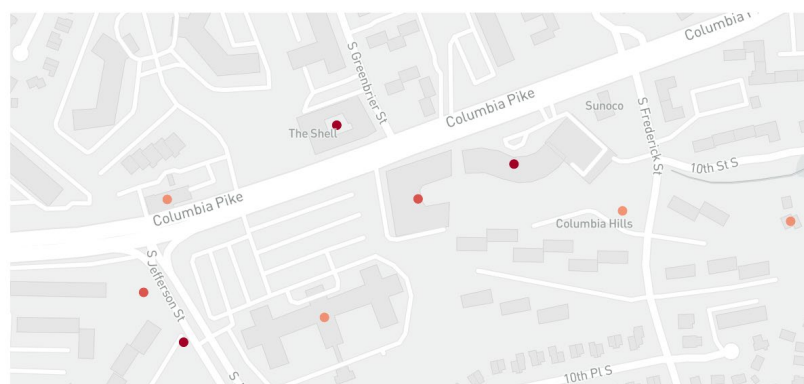 Columbia P
S Greenbrier St
Columbia Pike
Sunoco
The Shell
S Frederick St
10th St S
Columbia Pike
Columbia Hills
S Jefferson St
S
10th Pl S